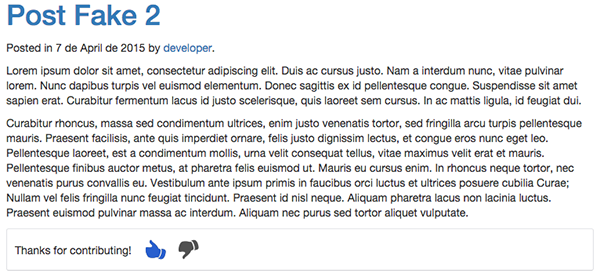 Post Fake 2
Posted in 7 de April de 2015 by developer.
Lorem ipsum dolor sit amet, consectetur adipiscing elit. Duis ac cursus justo. Nam a interdum nunc, vitae pulvinar
lorem. Nunc dapibus turpis vel euismod elementum. Donec sagittis ex id pellentesque congue. Suspendisse sit amet
sapien erat. Curabitur fermentum lacus id justo scelerisque, quis laoreet sem cursus. In ac mattis ligula, id feugiat dui.
Curabitur rhoncus, massa sed condimentum ultrices, enim justo venenatis tortor, sed fringilla arcu turpis pellentesque
mauris. Praesent facilisis, ante quis imperdiet ornare, felis justo dignissim lectus, et congue eros nunc eget leo.
Pellentesque laoreet, est a condimentum mollis, urna velit consequat tellus, vitae maximus velit erat et mauris.
Pellentesque finibus auctor metus, at pharetra felis euismod ut. Mauris eu cursus enim. In rhoncus neque tortor, nec
venenatis purus convallis eu. Vestibulum ante ipsum primis in faucibus orci luctus et ultrices posuere cubilia Curae;
Nullam vel felis fringilla nunc feugiat tincidunt. Praesent id nisl neque. Aliquam pharetra lacus non lacinia luctus.
Praesent euismod pulvinar massa ac interdum. Aliquam nec purus sed tortor aliquet vulputate.
Thanks for contributing!